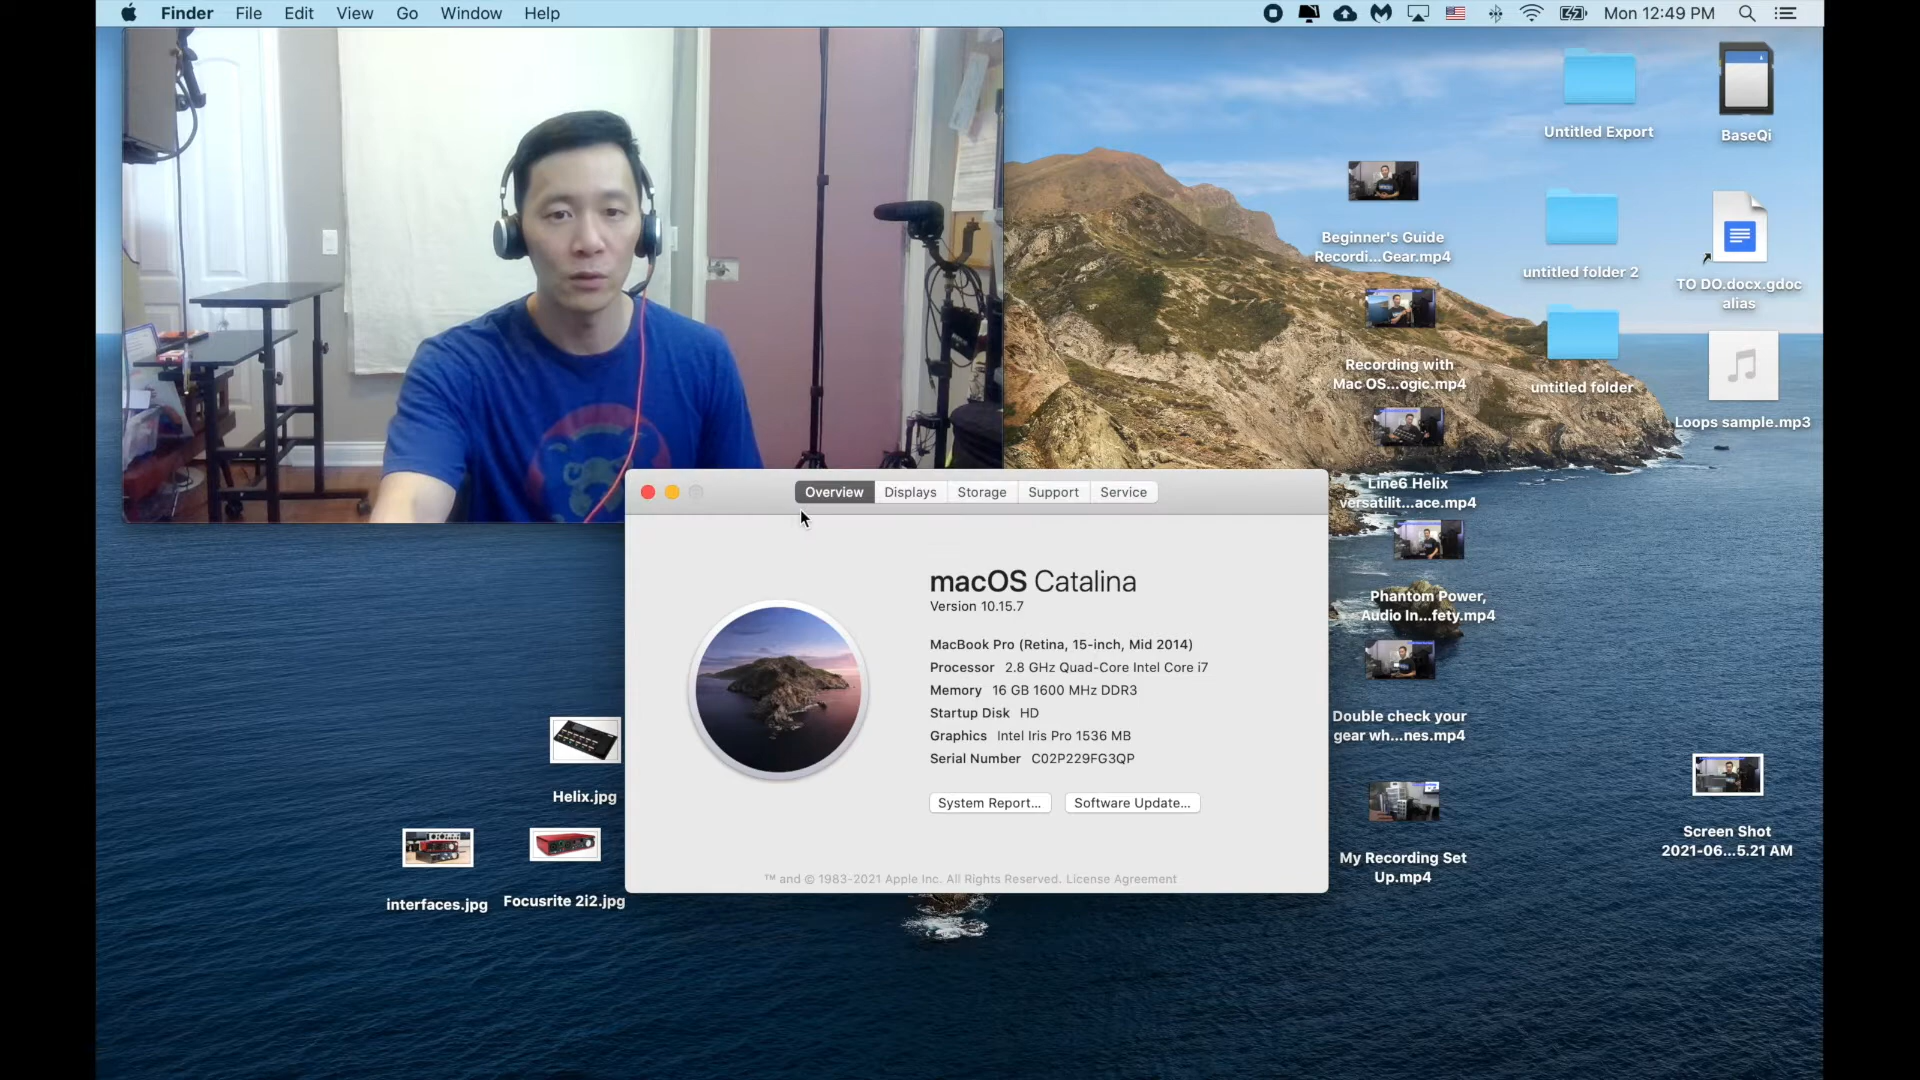 Finder File Edit View Go Window Help Mon 12:49 PM
Untitled Export
BaseQi
Beginner's Guide
Recordi...Gear.mp4
untitled folder 2
TO DO.docx.gdoc
alias
Recording with
Mac OS...ogic.mp4
untitled folder
Loops sample.mp3
Line6 Helix
versatilit...ace.mp4
Phantom Power,
Audio In...fety.mp4
Double check your
gear wh...nes.mp4
My Recording Set
Up.mp4
Screen Shot
2021-06...5.21 AM
Helix.jpg
interfaces.jpg
Focusrite 2i2.jpg
Overview Displays Storage Support Service
macOS Catalina
Version 10.15.7
MacBook Pro (Retina, 15-inch, Mid 2014)
Processor 2.8 GHz Quad-Core Intel Core i7
Memory 16 GB 1600 MHz DDR3
Startup Disk HD
Graphics Intel Iris Pro 1536 MB
Serial Number C02P229FG3QP
System Report... Software Update...
™ and © 1983-2021 Apple Inc. All Rights Reserved. License Agreement